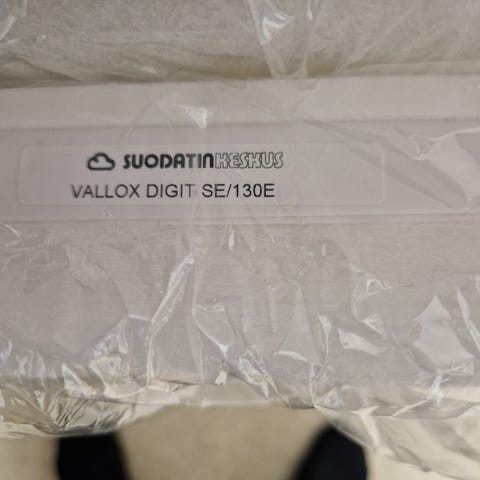 SUODATINKESKUS
VALLOX DIGIT SE/130E